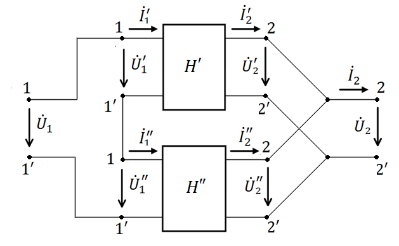 1 İ₁′ İ₂′ 2
U̇₁′ H′ U̇₂′
İ₂
1 1′ 2′ 2
U̇₁ İ₁″ İ₂″ U̇₂
1 2
1′ U̇₁″ H″ U̇₂″ 2′
1′ 2′